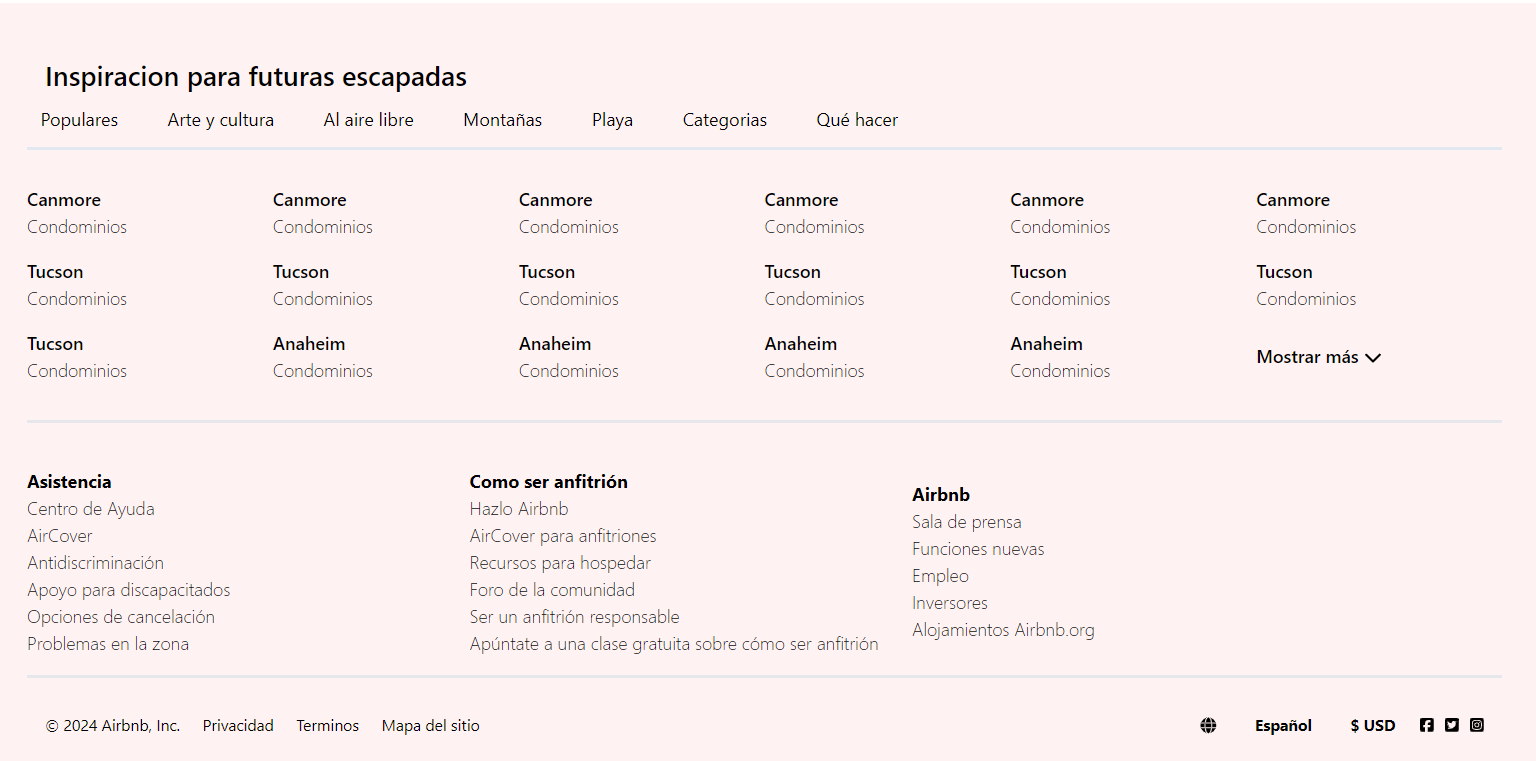 Inspiracion para futuras escapadas
Populares Arte y cultura Al aire libre Montañas Playa Categorias Qué hacer
Canmore Canmore Canmore Canmore Canmore Canmore
Condominios Condominios Condominios Condominios Condominios Condominios
Tucson Tucson Tucson Tucson Tucson Tucson
Condominios Condominios Condominios Condominios Condominios Condominios
Tucson Anaheim Anaheim Anaheim Anaheim
Condominios Condominios Condominios Condominios Condominios
Mostrar más
Asistencia
Centro de Ayuda
AirCover
Antidiscriminación
Apoyo para discapacitados
Opciones de cancelación
Problemas en la zona
Como ser anfitrión
Hazlo Airbnb
AirCover para anfitriones
Recursos para hospedar
Foro de la comunidad
Ser un anfitrión responsable
Apúntate a una clase gratuita sobre cómo ser anfitrión
Airbnb
Sala de prensa
Funciones nuevas
Empleo
Inversores
Alojamientos Airbnb.org
© 2024 Airbnb, Inc. Privacidad Terminos Mapa del sitio Español $ USD